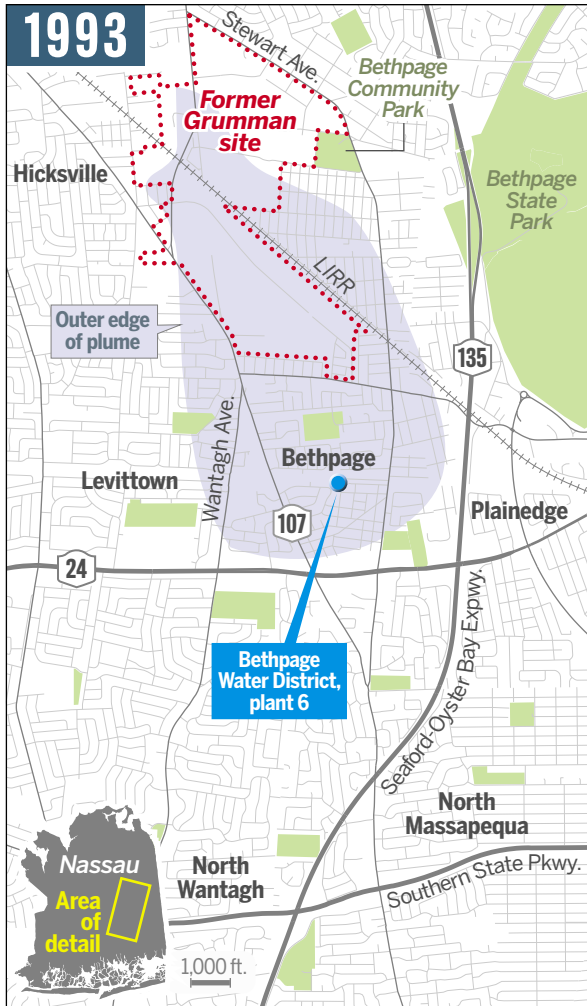 1993
Stewart Ave.
Bethpage
Community
Park
Former
Grumman
site
Hicksville
Bethpage
State
Park
LIRR
Outer edge
of plume
135
Wantagh Ave.
Bethpage
Levittown
Plainedge
107
24
Bethpage
Water District,
plant 6
Seaford-Oyster Bay Expwy.
North
Massapequa
Nassau
Area
of
detail
North
Wantagh
Southern State Pkwy.
1,000 ft.